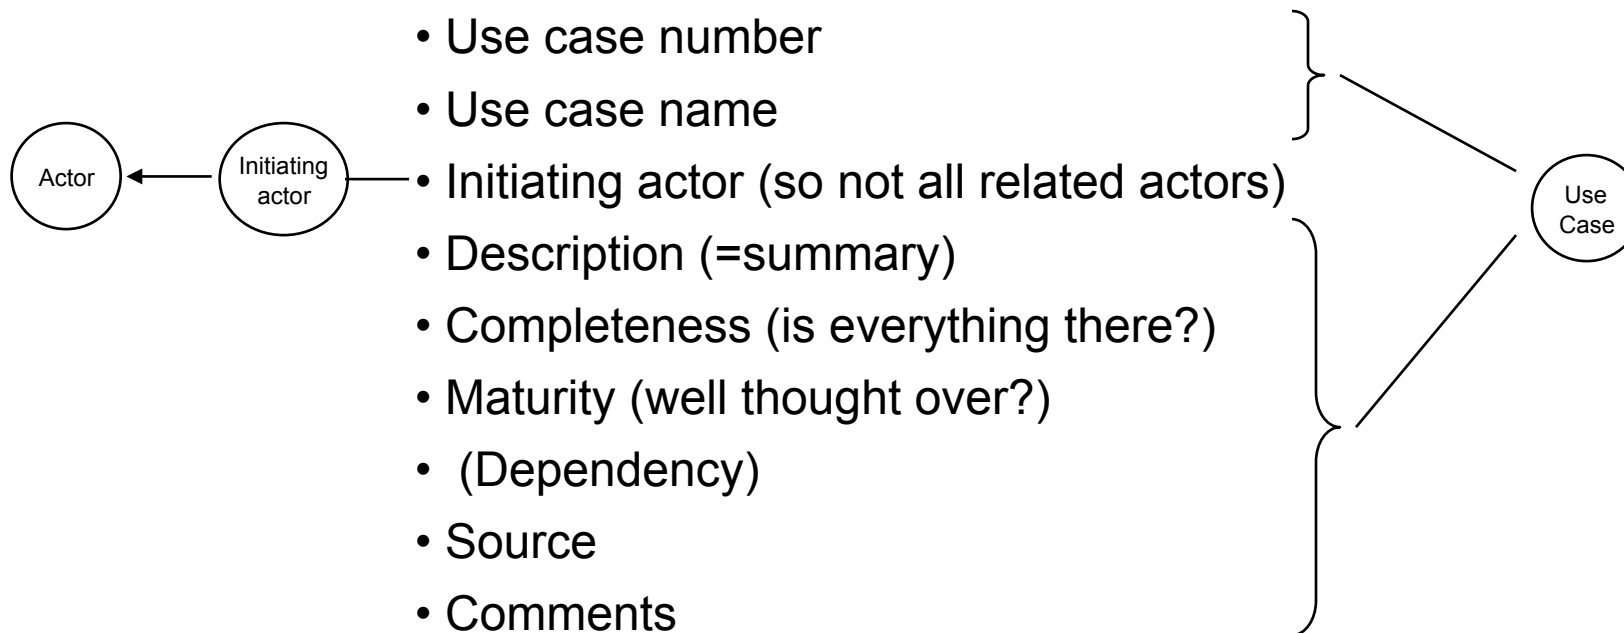 • Use case number
• Use case name
Actor
Initiating
actor
• Initiating actor (so not all related actors)
Use
Case
• Description (=summary)
• Completeness (is everything there?)
• Maturity (well thought over?)
• (Dependency)
• Source
• Comments